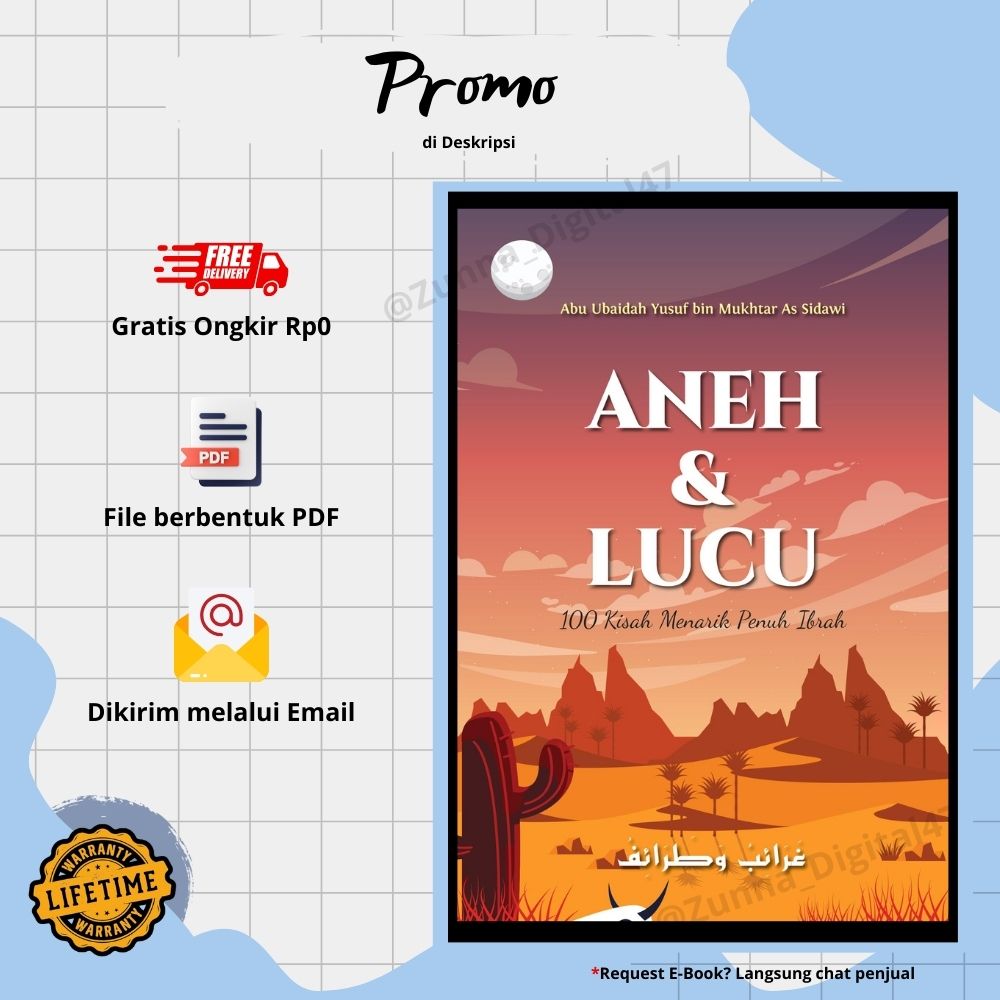 Promo
di Deskripsi
FREE
DELIVERY
Gratis Ongkir Rp0
PDF
File berbentuk PDF
@
Dikirim melalui Email
WARRANTY
LIFETIME
WARRANTY
@Zunna_Digital47
Abu Ubaidah Yusuf bin Mukhtar As Sidawi
ANEH
&
LUCU
100 Kisah Menarik Penuh Ibrah
غرائب وطرائف
@Zunna_Digital47
*Request E-Book? Langsung chat penjual